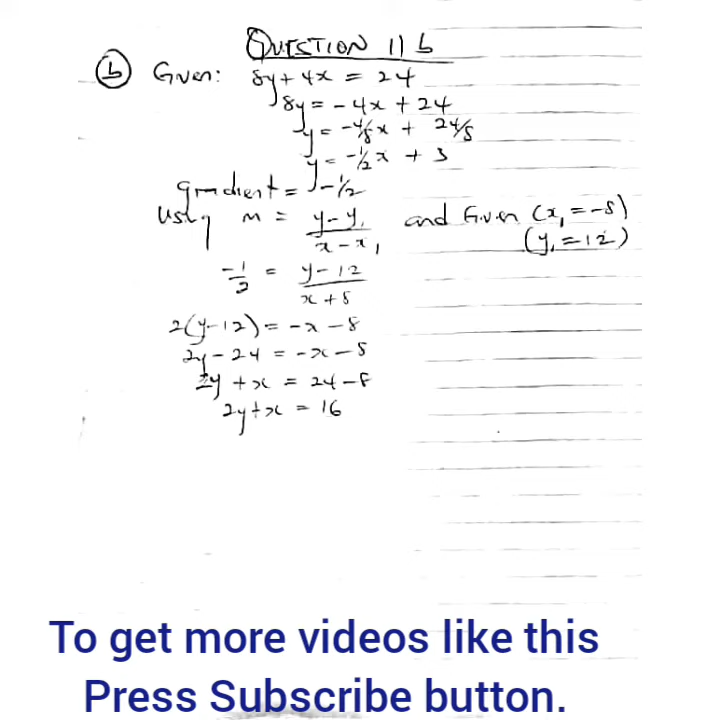 QUESTION 11 b
(b) Given: 8y + 4x = 24
8y = -4x + 24
y = -4/8 x + 24/8
y = -1/2 x + 3
gradient = -1/2
using m = (y - y₁)/(x - x₁) and Given (x₁ = -8)
(y₁ = 12)
-1/2 = (y - 12)/(x + 8)
2(y - 12) = -x - 8
2y - 24 = -x - 8
2y + x = 24 - 8
2y + x = 16
To get more videos like this
Press Subscribe button.